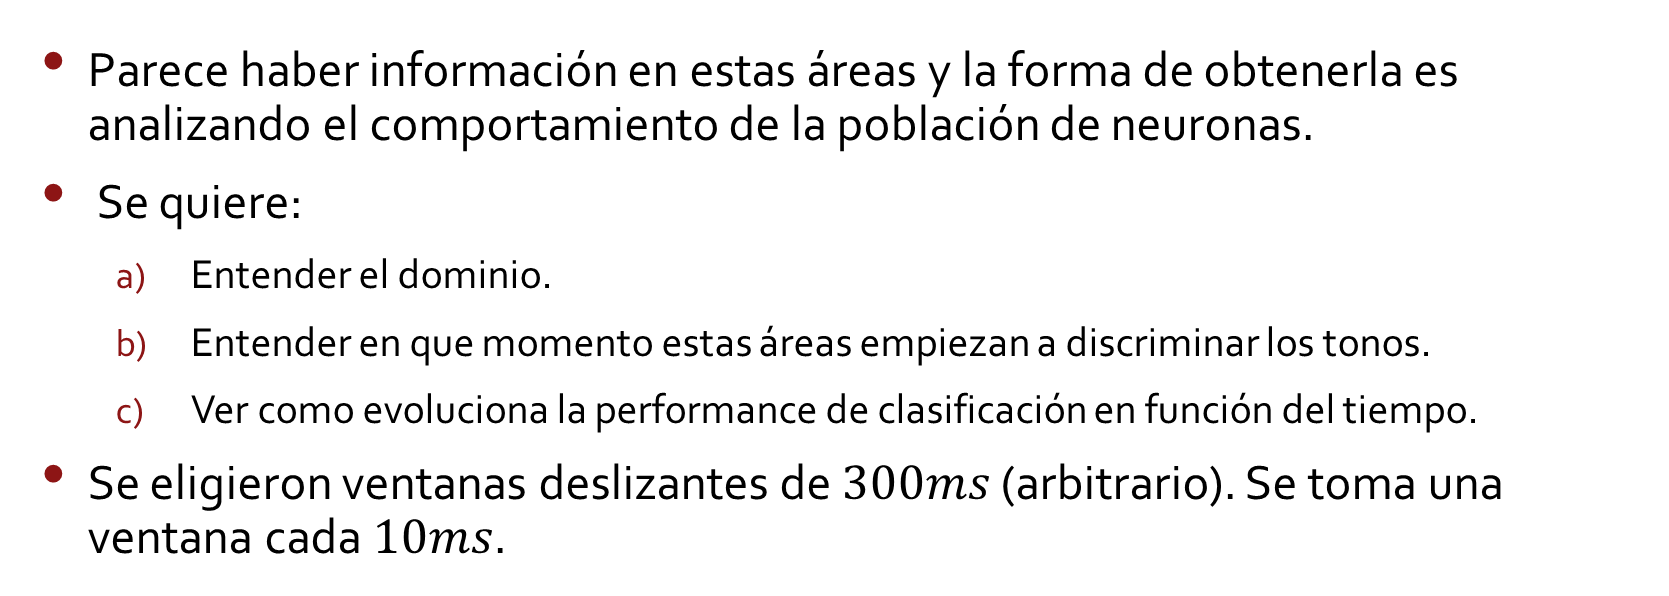 • Parece haber información en estas áreas y la forma de obtenerla es
analizando el comportamiento de la población de neuronas.
• Se quiere:
a) Entender el dominio.
b) Entender en que momento estas áreas empiezan a discriminar los tonos.
c) Ver como evoluciona la performance de clasificación en función del tiempo.
• Se eligieron ventanas deslizantes de 300ms (arbitrario). Se toma una
ventana cada 10ms.